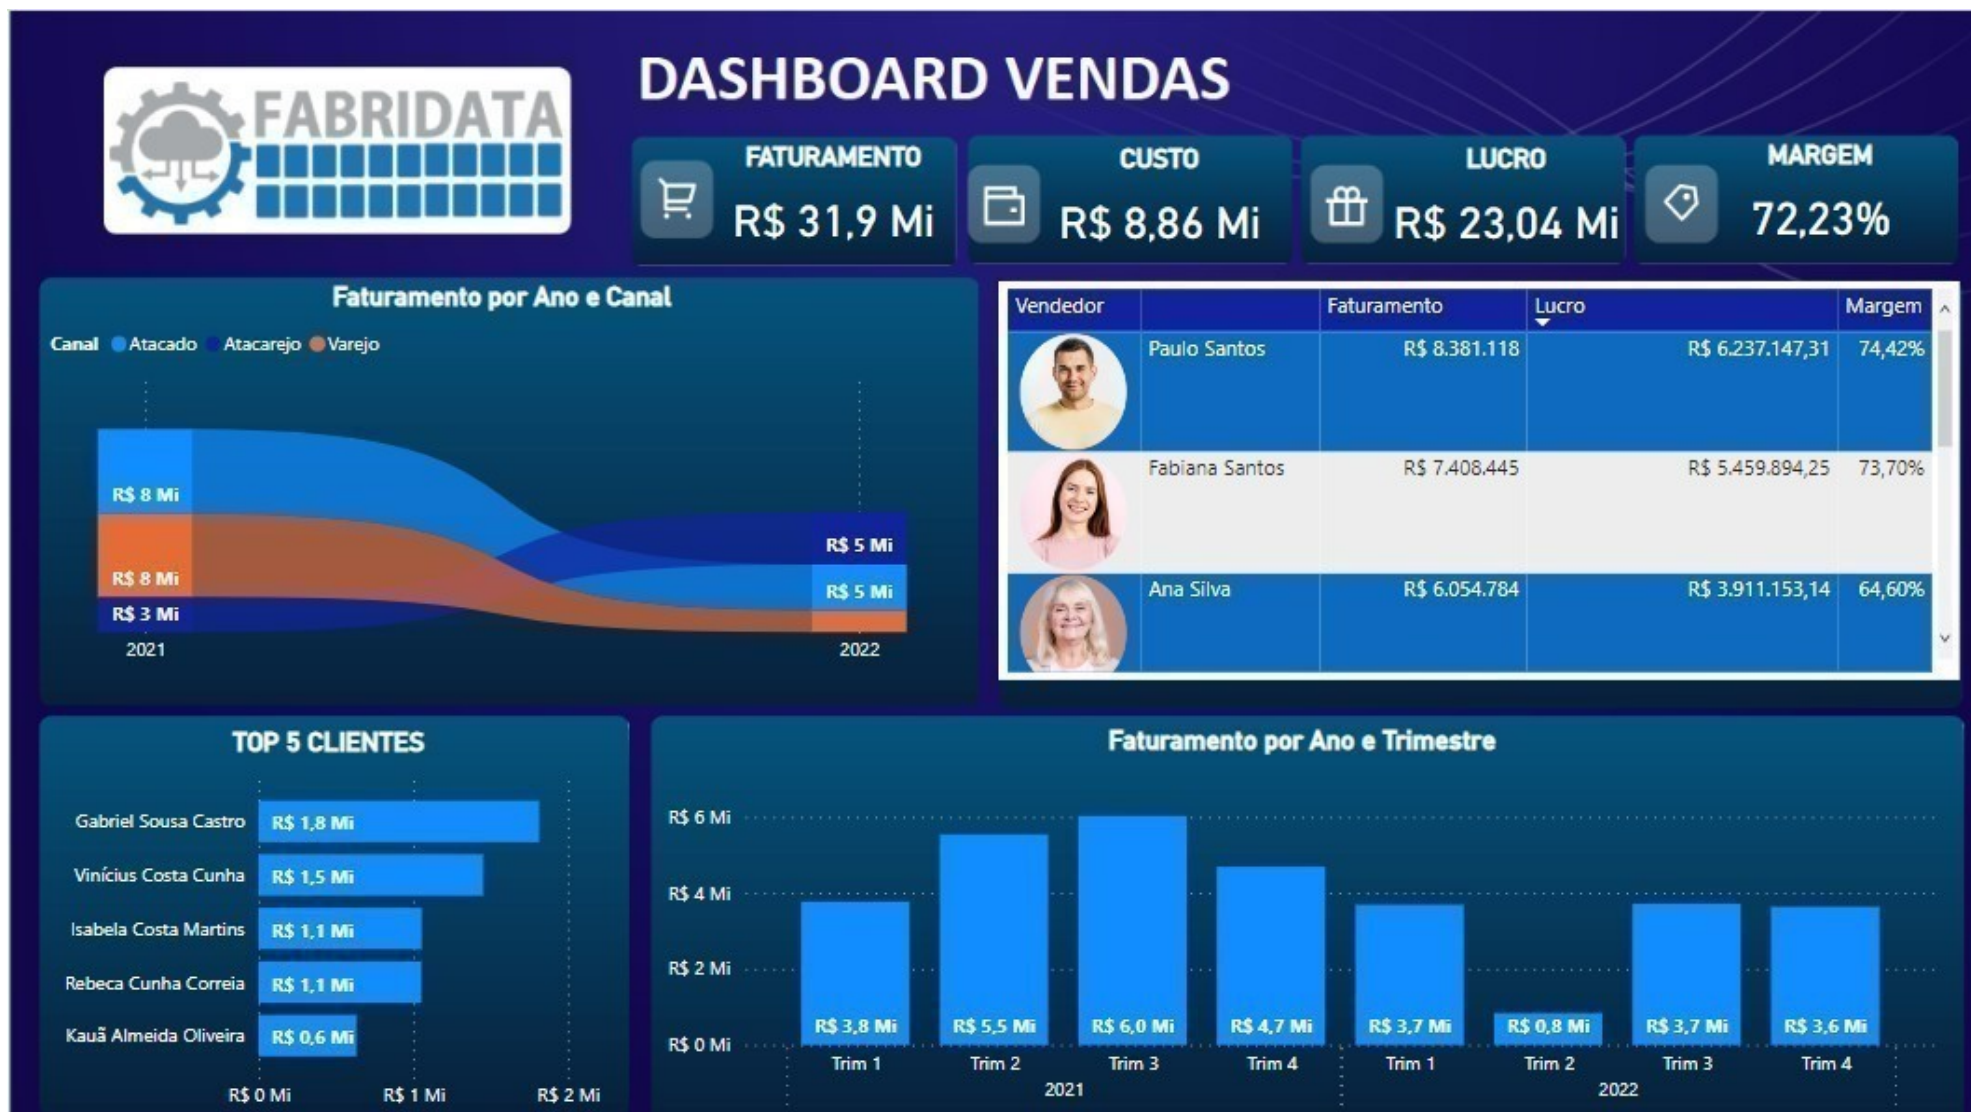 FABRIDATA
DASHBOARD VENDAS
FATURAMENTO
R$ 31,9 Mi
CUSTO
R$ 8,86 Mi
LUCRO
R$ 23,04 Mi
MARGEM
72,23%
Faturamento por Ano e Canal
Canal Atacado Atacarejo Varejo
R$ 8 Mi
R$ 8 Mi
R$ 3 Mi
2021
R$ 5 Mi
R$ 5 Mi
2022
Vendedor Faturamento Lucro Margem
Paulo Santos R$ 8.381.118 R$ 6.237.147,31 74,42%
Fabiana Santos R$ 7.408.445 R$ 5.459.894,25 73,70%
Ana Silva R$ 6.054.784 R$ 3.911.153,14 64,60%
TOP 5 CLIENTES
Gabriel Sousa Castro R$ 1,8 Mi
Vinícius Costa Cunha R$ 1,5 Mi
Isabela Costa Martins R$ 1,1 Mi
Rebeca Cunha Correia R$ 1,1 Mi
Kauã Almeida Oliveira R$ 0,6 Mi
R$ 0 Mi R$ 1 Mi R$ 2 Mi
Faturamento por Ano e Trimestre
R$ 6 Mi
R$ 4 Mi
R$ 2 Mi
R$ 0 Mi
R$ 3,8 Mi R$ 5,5 Mi R$ 6,0 Mi R$ 4,7 Mi R$ 3,7 Mi R$ 0,8 Mi R$ 3,7 Mi R$ 3,6 Mi
Trim 1 Trim 2 Trim 3 Trim 4 Trim 1 Trim 2 Trim 3 Trim 4
2021 2022